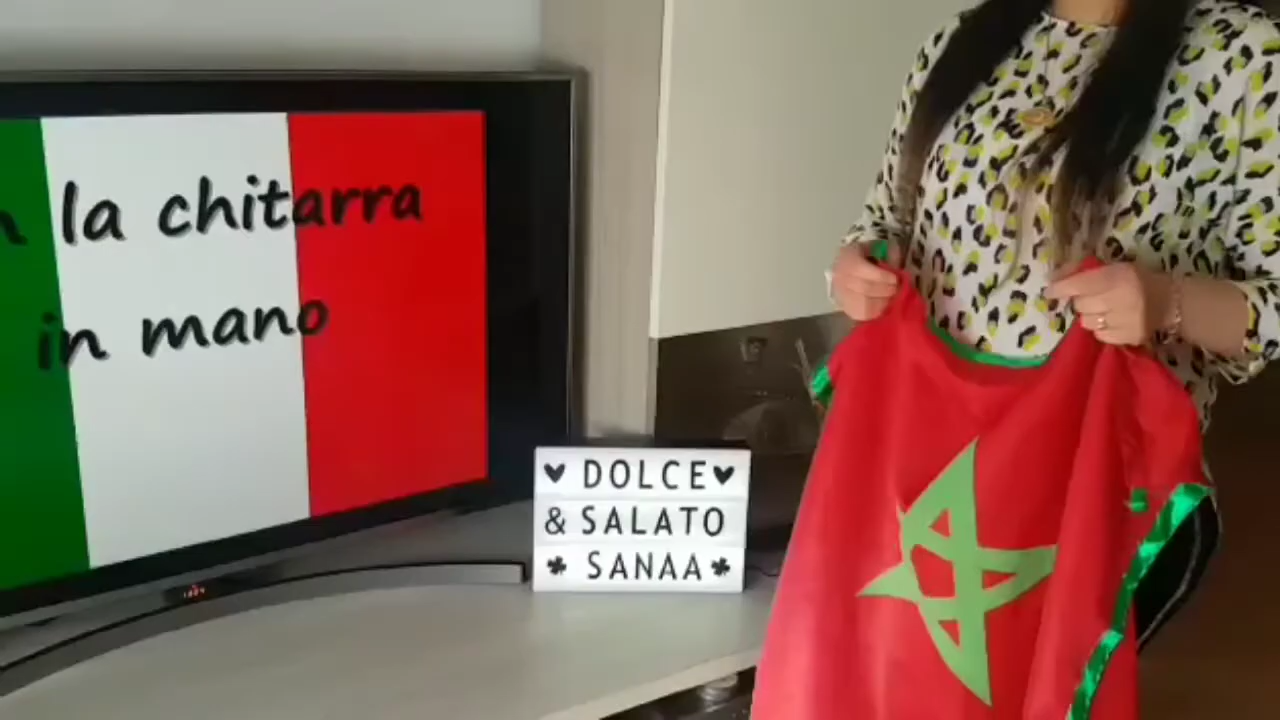 la chitarra
in mano
♥ DOLCE ♥
& SALATO
♣ SANAA ♣